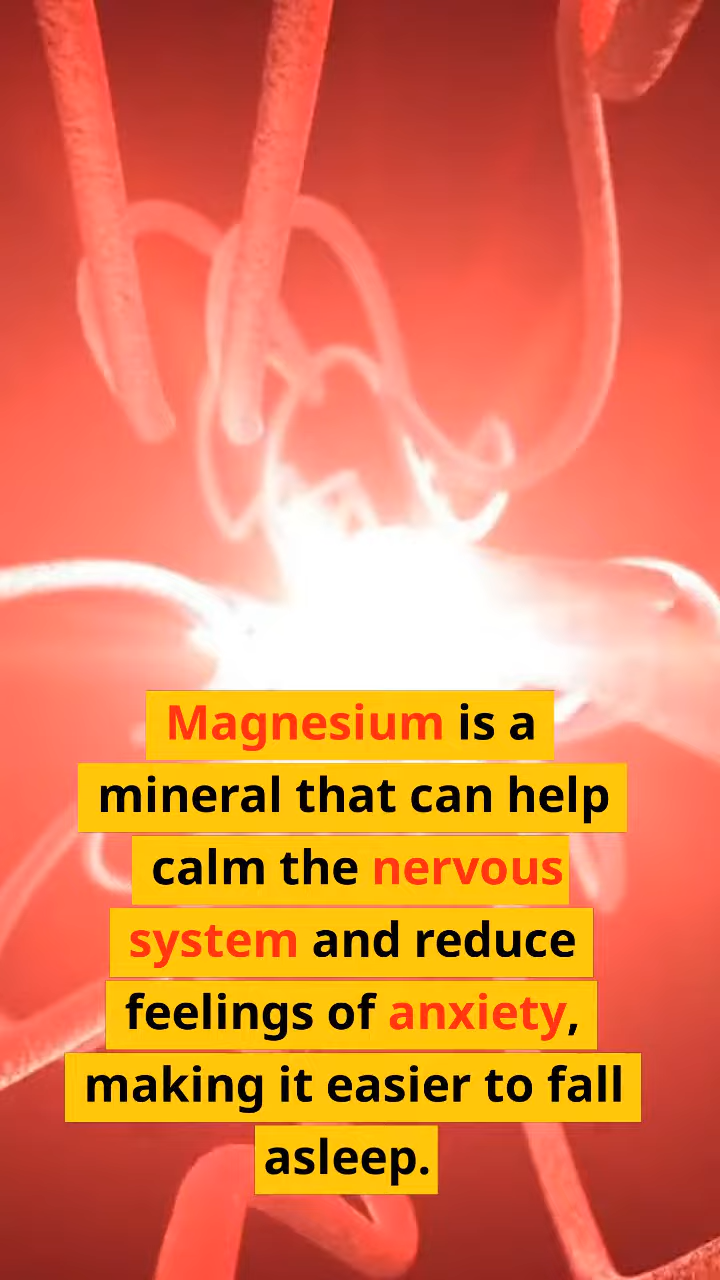 Magnesium is a
mineral that can help
calm the nervous
system and reduce
feelings of anxiety,
making it easier to fall
asleep.